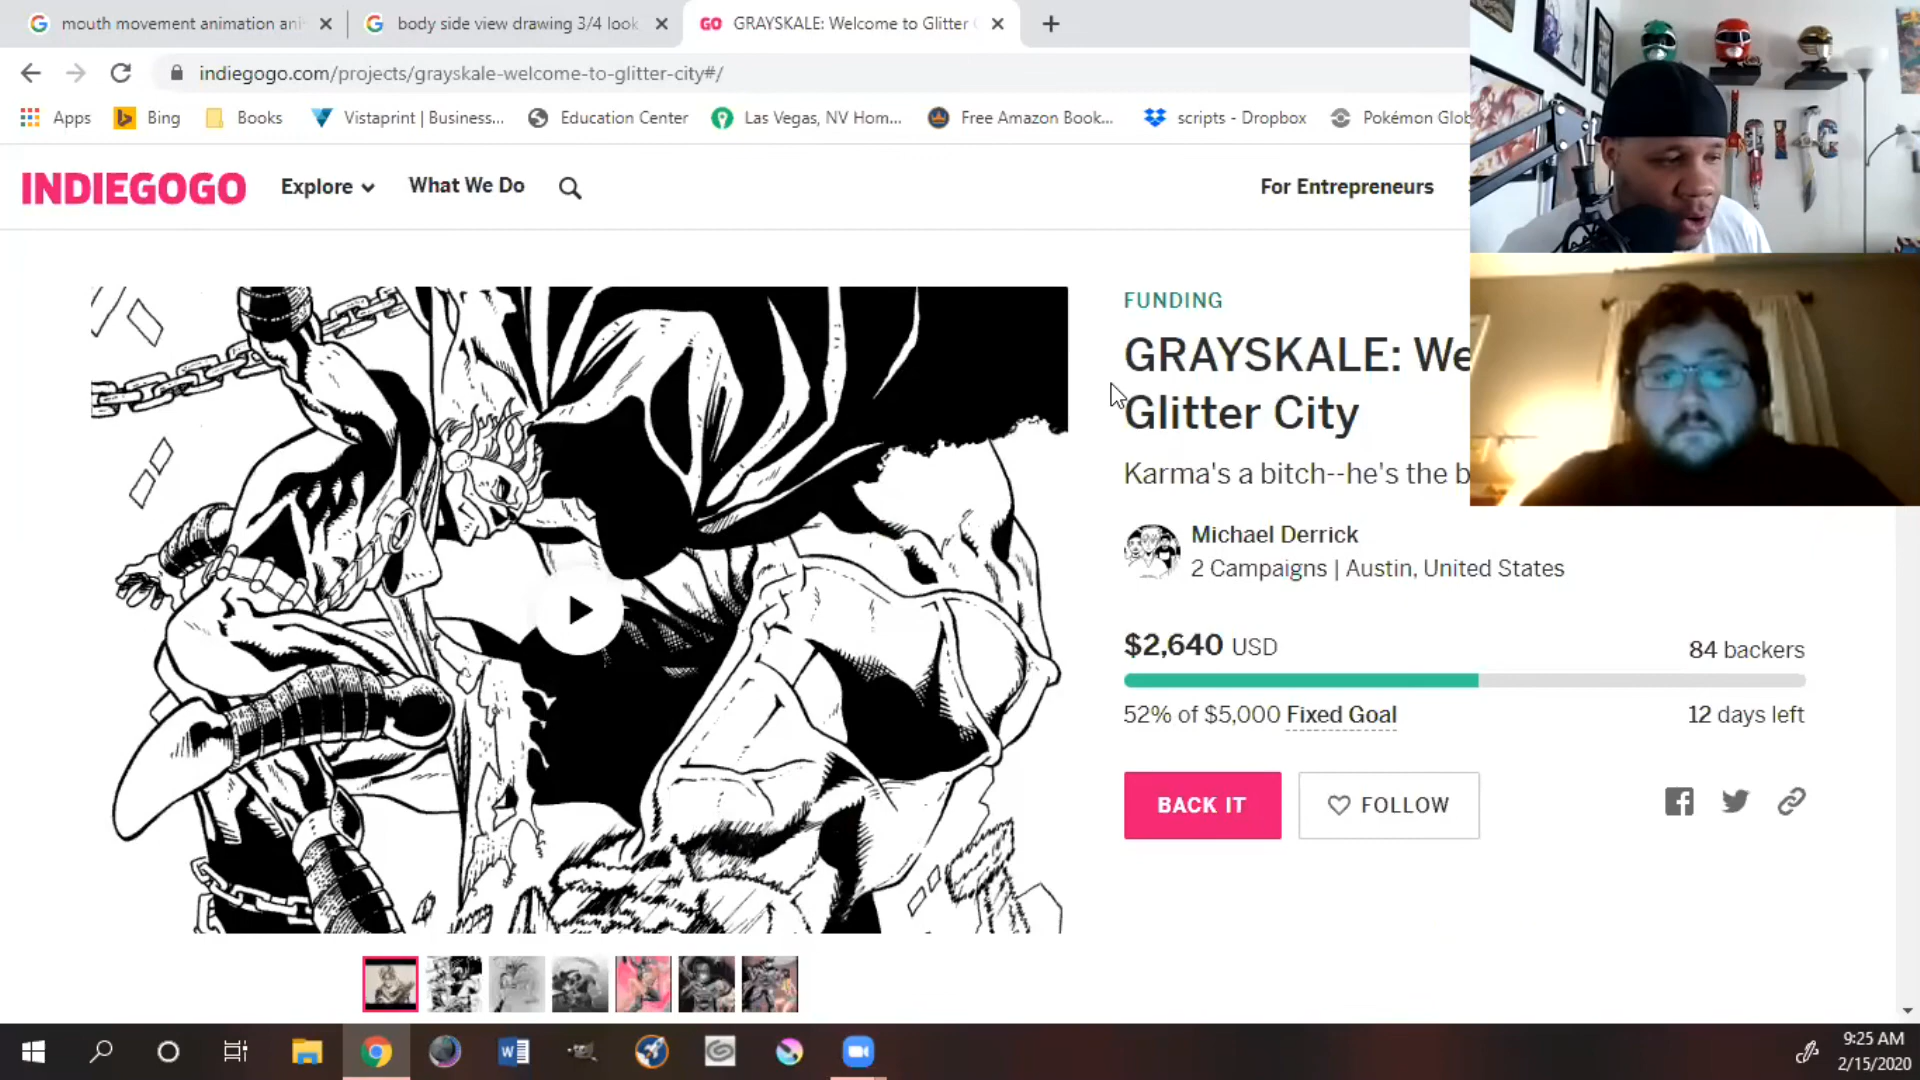 mouth movement animation ani
body side view drawing 3/4 look
GO GRAYSKALE: Welcome to Glitter
indiegogo.com/projects/grayskale-welcome-to-glitter-city#/
Apps
Bing
Books
Vistaprint | Business...
Education Center
Las Vegas, NV Hom...
Free Amazon Book...
scripts - Dropbox
Pokémon Glob
INDIEGOGO
Explore
What We Do
For Entrepreneurs
FUNDING
GRAYSKALE: We
Glitter City
Karma's a bitch--he's the b
Michael Derrick
2 Campaigns | Austin, United States
$2,640 USD
84 backers
52% of $5,000 Fixed Goal
12 days left
BACK IT
FOLLOW
9:25 AM
2/15/2020